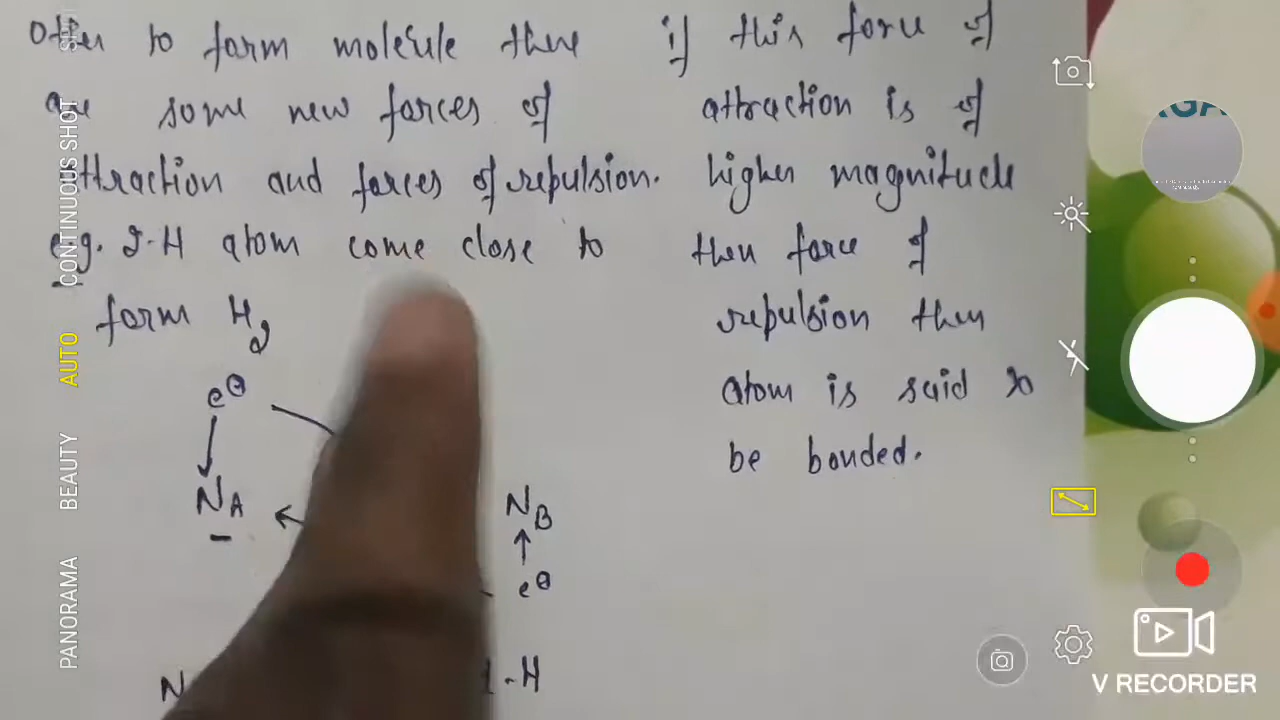 other to form molecule there
are some new forces of
attraction and forces of repulsion.
eg. 2-H atom come close to
form H2
e⊖
NA
NB
e⊖
N
-H
if this force of
attraction is of
higher magnitude
then force of
repulsion then
atom is said to
be bonded.
CONTINUOUS SHOT
AUTO
BEAUTY
PANORAMA
V RECORDER